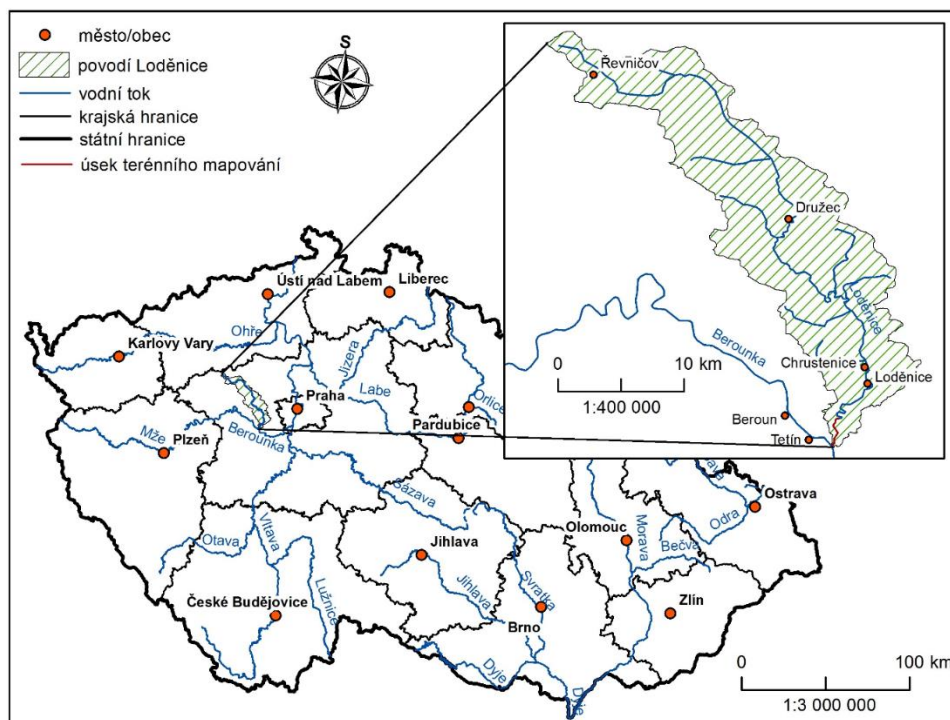 město/obec
povodí Loděnice
vodní tok
krajská hranice
státní hranice
úsek terénního mapování
S
Řevničov
Družec
Loděnice
Chrustenice
Loděnice
Berounka
Beroun
Tetín
0 10 km
1:400 000
Ústí nad Labem
Liberec
Ohře
Karlovy Vary
Jizera
Praha
Labe
Orlice
Pardubice
Mže
Plzeň
Berounka
Sázava
Ostrava
Odra
Olomouc
Morava
Bečva
Otava
Vltava
Lužnice
Jihlava
Jihlava
Svratka
České Budějovice
Zlín
Brno
Dyje
Dyje
0 100 km
1:3 000 000